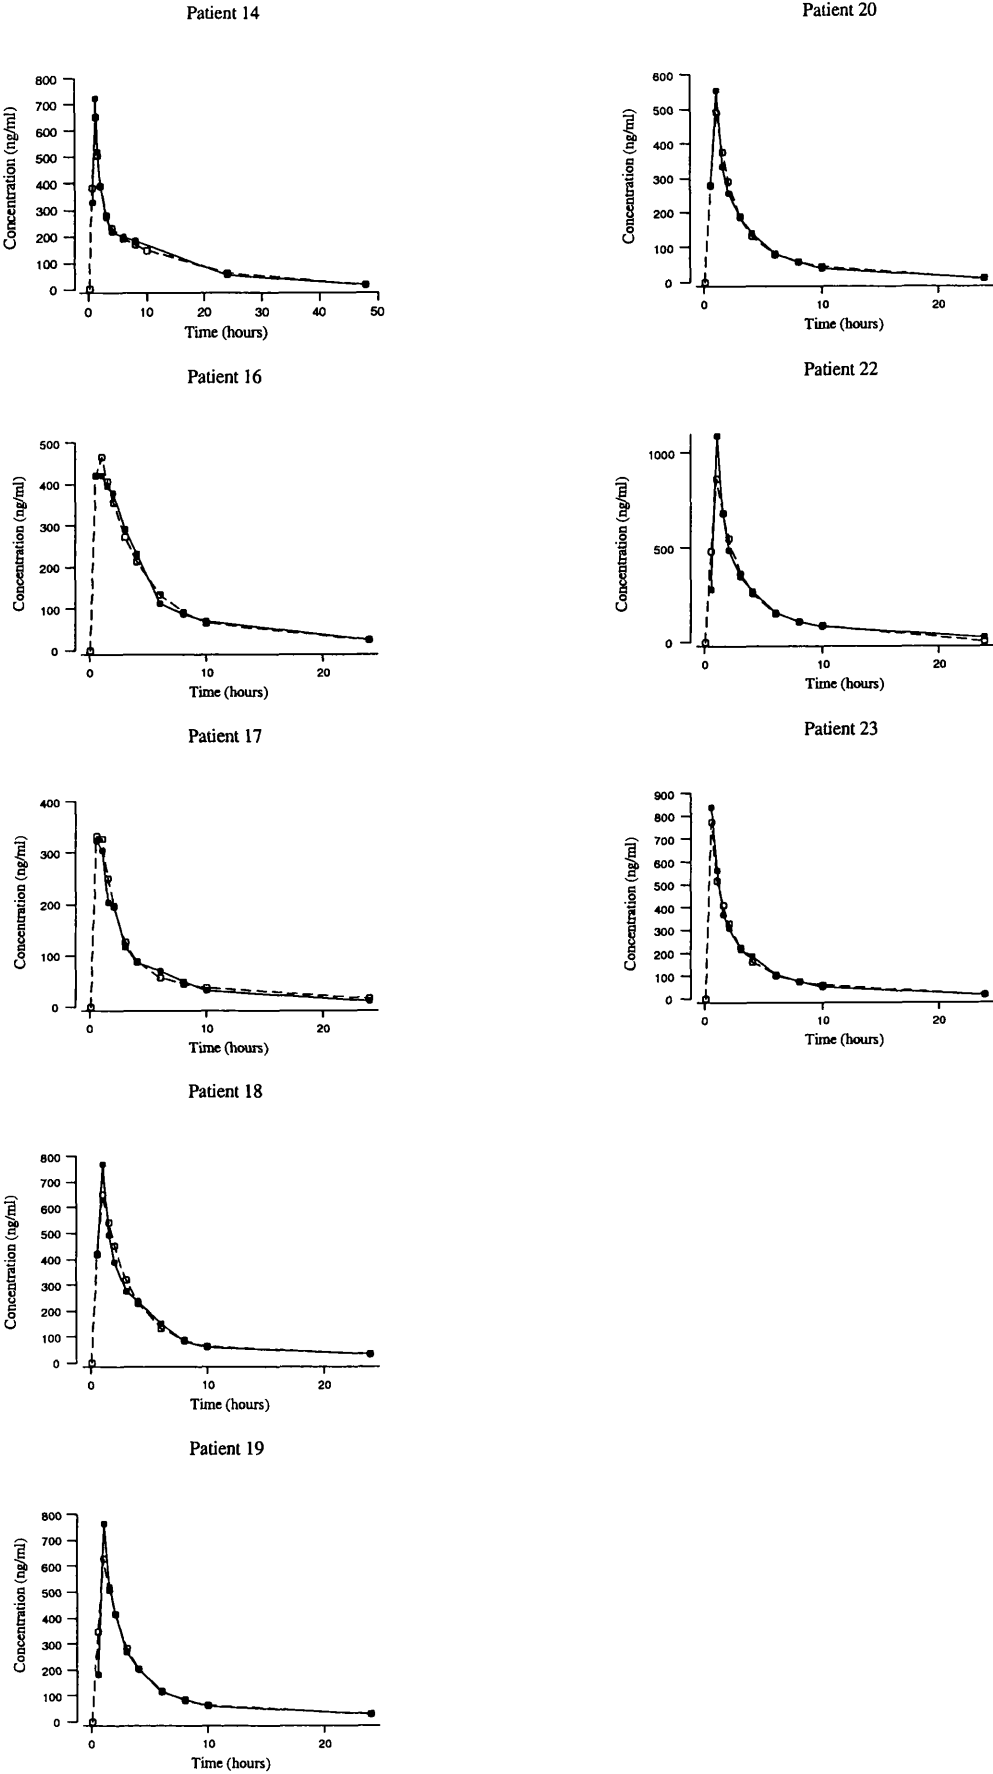 Patient 14
800
700
600
500
400
300
200
100
0
Concentration (ng/ml)
0 10 20 30 40 50
Time (hours)
Patient 16
500
400
300
200
100
0
Concentration (ng/ml)
0 10 20
Time (hours)
Patient 17
400
300
200
100
0
Concentration (ng/ml)
0 10 20
Time (hours)
Patient 18
800
700
600
500
400
300
200
100
0
Concentration (ng/ml)
0 10 20
Time (hours)
Patient 19
800
700
600
500
400
300
200
100
0
Concentration (ng/ml)
0 10 20
Time (hours)
Patient 20
600
500
400
300
200
100
0
Concentration (ng/ml)
0 10 20
Time (hours)
Patient 22
1000
500
0
Concentration (ng/ml)
0 10 20
Time (hours)
Patient 23
900
800
700
600
500
400
300
200
100
0
Concentration (ng/ml)
0 10 20
Time (hours)